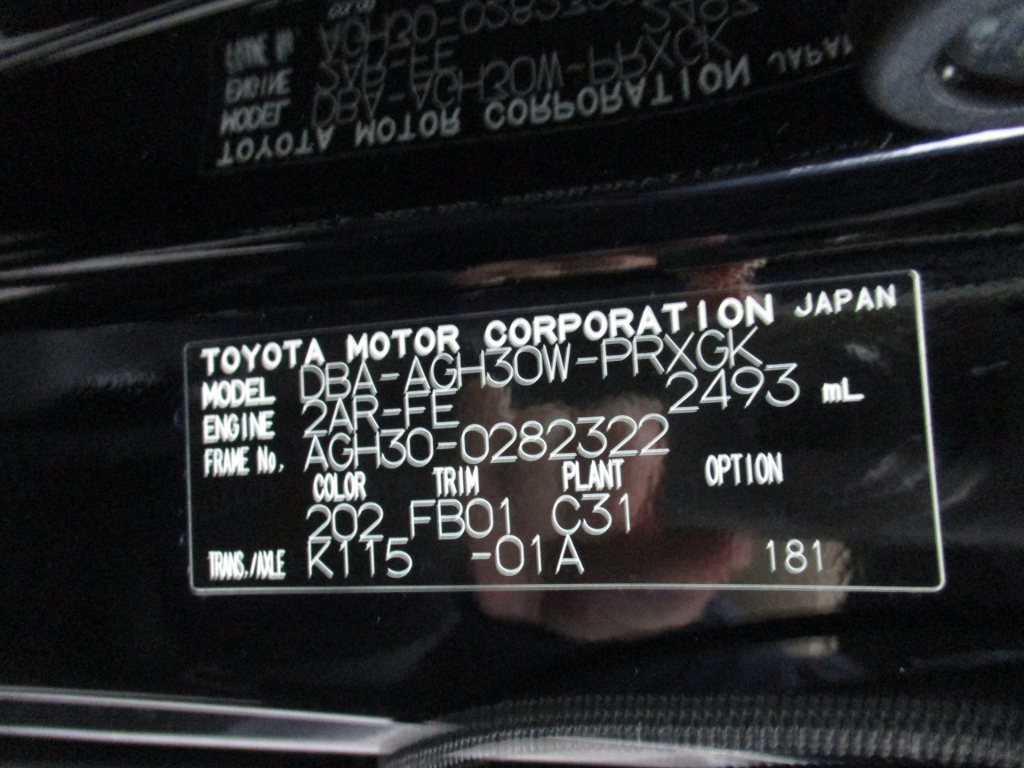 TOYOTA MOTOR CORPORATION JAPAN
MODEL DBA-AGH30W-PRXGK
ENGINE 2AR-FE 2493 mL
FRAME No. AGH30-0282322
COLOR TRIM PLANT OPTION
202 FB01 C31
TRANS./AXLE K115 -01A 181